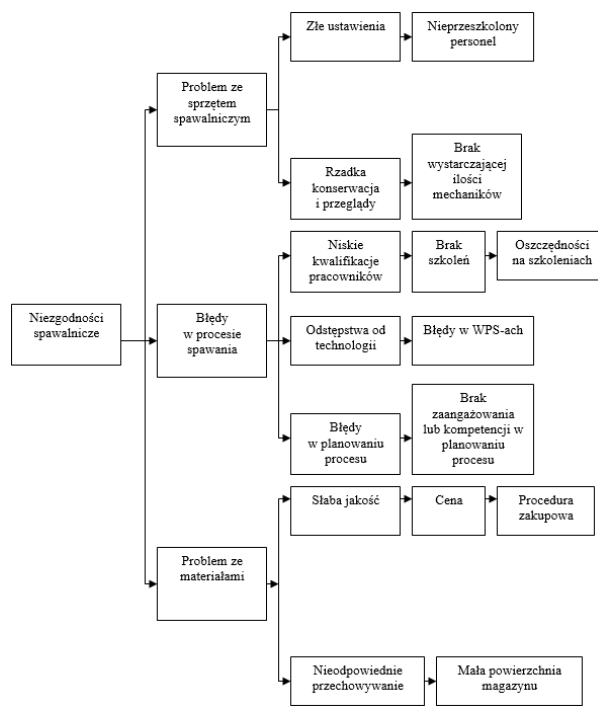 Złe ustawienia
Nieprzeszkolony
personel
Problem ze
sprzętem
spawalniczym
Rzadka
konserwacja
i przeglądy
Brak
wystarczającej
ilości
mechaników
Niskie
kwalifikacje
pracowników
Brak
szkoleń
Oszczędności
na szkoleniach
Niezgodności
spawalnicze
Błędy
w procesie
spawania
Odstępstwa od
technologii
Błędy w WPS-ach
Błędy
w planowaniu
procesu
Brak
zaangażowania
lub kompetencji w
planowaniu
procesu
Słaba jakość
Cena
Procedura
zakupowa
Problem ze
materiałami
Nieodpowiednie
przechowywanie
Mała powierzchnia
magazynu